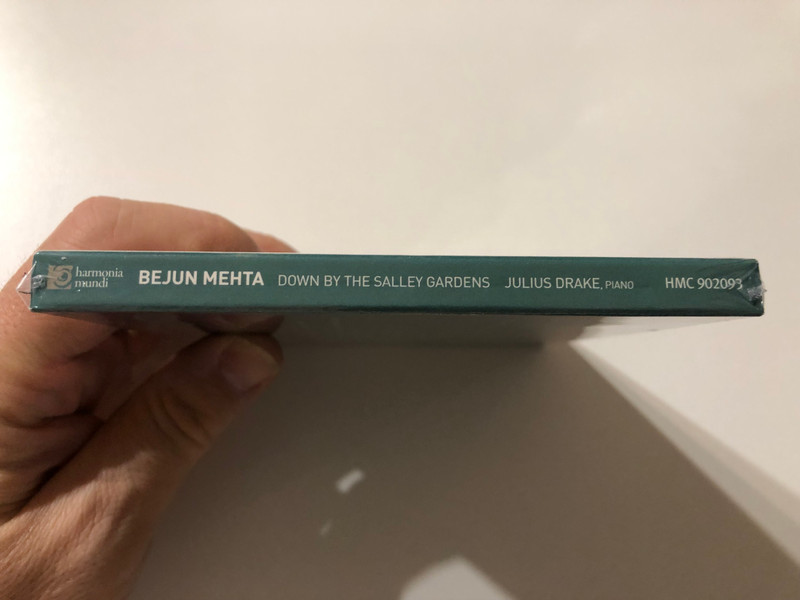 harmonia
mundi
BEJUN MEHTA DOWN BY THE SALLEY GARDENS JULIUS DRAKE, PIANO HMC 902093